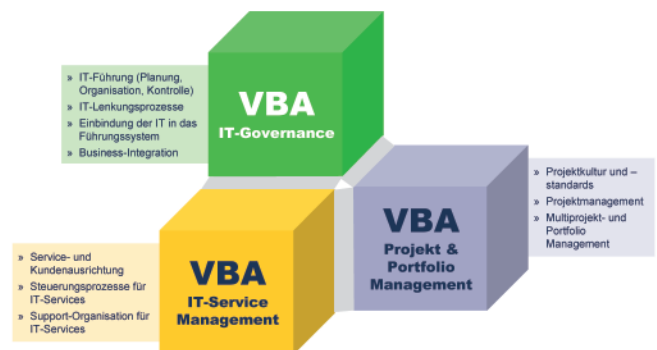 » IT-Führung (Planung,
Organisation, Kontrolle)
» IT-Lenkungsprozesse
» Einbindung der IT in das
Führungssystem
» Business-Integration
VBA
IT-Governance
» Projektkultur und –
standards
» Projektmanagement
» Multiprojekt- und
Portfolio
Management
VBA
Projekt &
Portfolio
Management
» Service- und
Kundenausrichtung
» Steuerungsprozesse für
IT-Services
» Support-Organisation für
IT-Services
VBA
IT-Service
Management